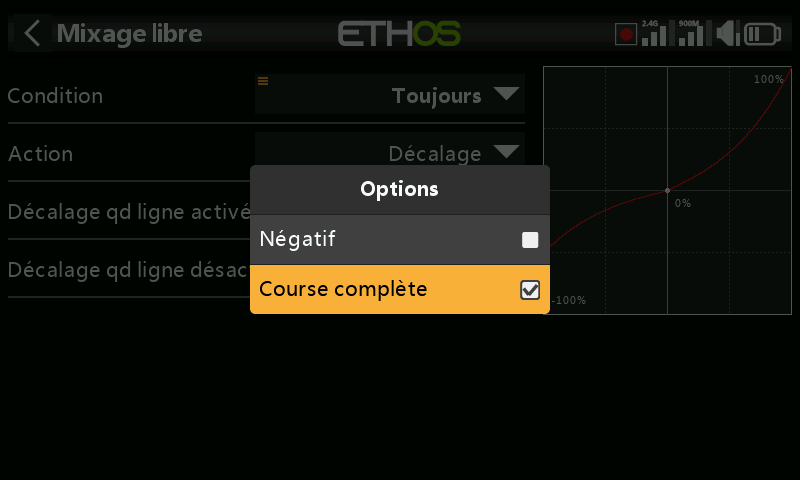 Mixage libre
ETHOS
2.4G
900M
Condition
Toujours
Action
Décalage
Décalage qd ligne activé
Décalage qd ligne désac
Options
Négatif
Course complète
100%
0%
-100%